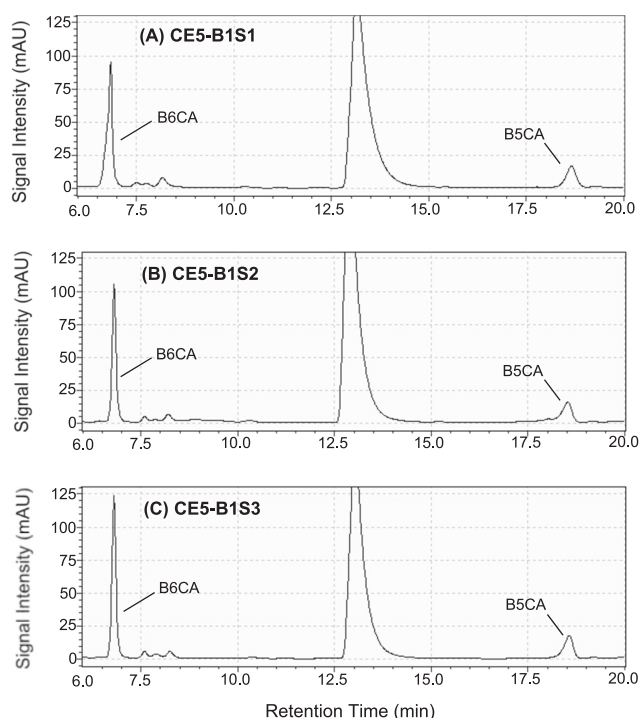 (A) CE5-B1S1
Signal Intensity (mAU)
125
100
75
50
25
0
B6CA
B5CA
6.0 7.5 10.0 12.5 15.0 17.5 20.0
(B) CE5-B1S2
Signal Intensity (mAU)
125
100
75
50
25
0
B6CA
B5CA
6.0 7.5 10.0 12.5 15.0 17.5 20.0
(C) CE5-B1S3
Signal Intensity (mAU)
125
100
75
50
25
0
B6CA
B5CA
6.0 7.5 10.0 12.5 15.0 17.5 20.0
Retention Time (min)